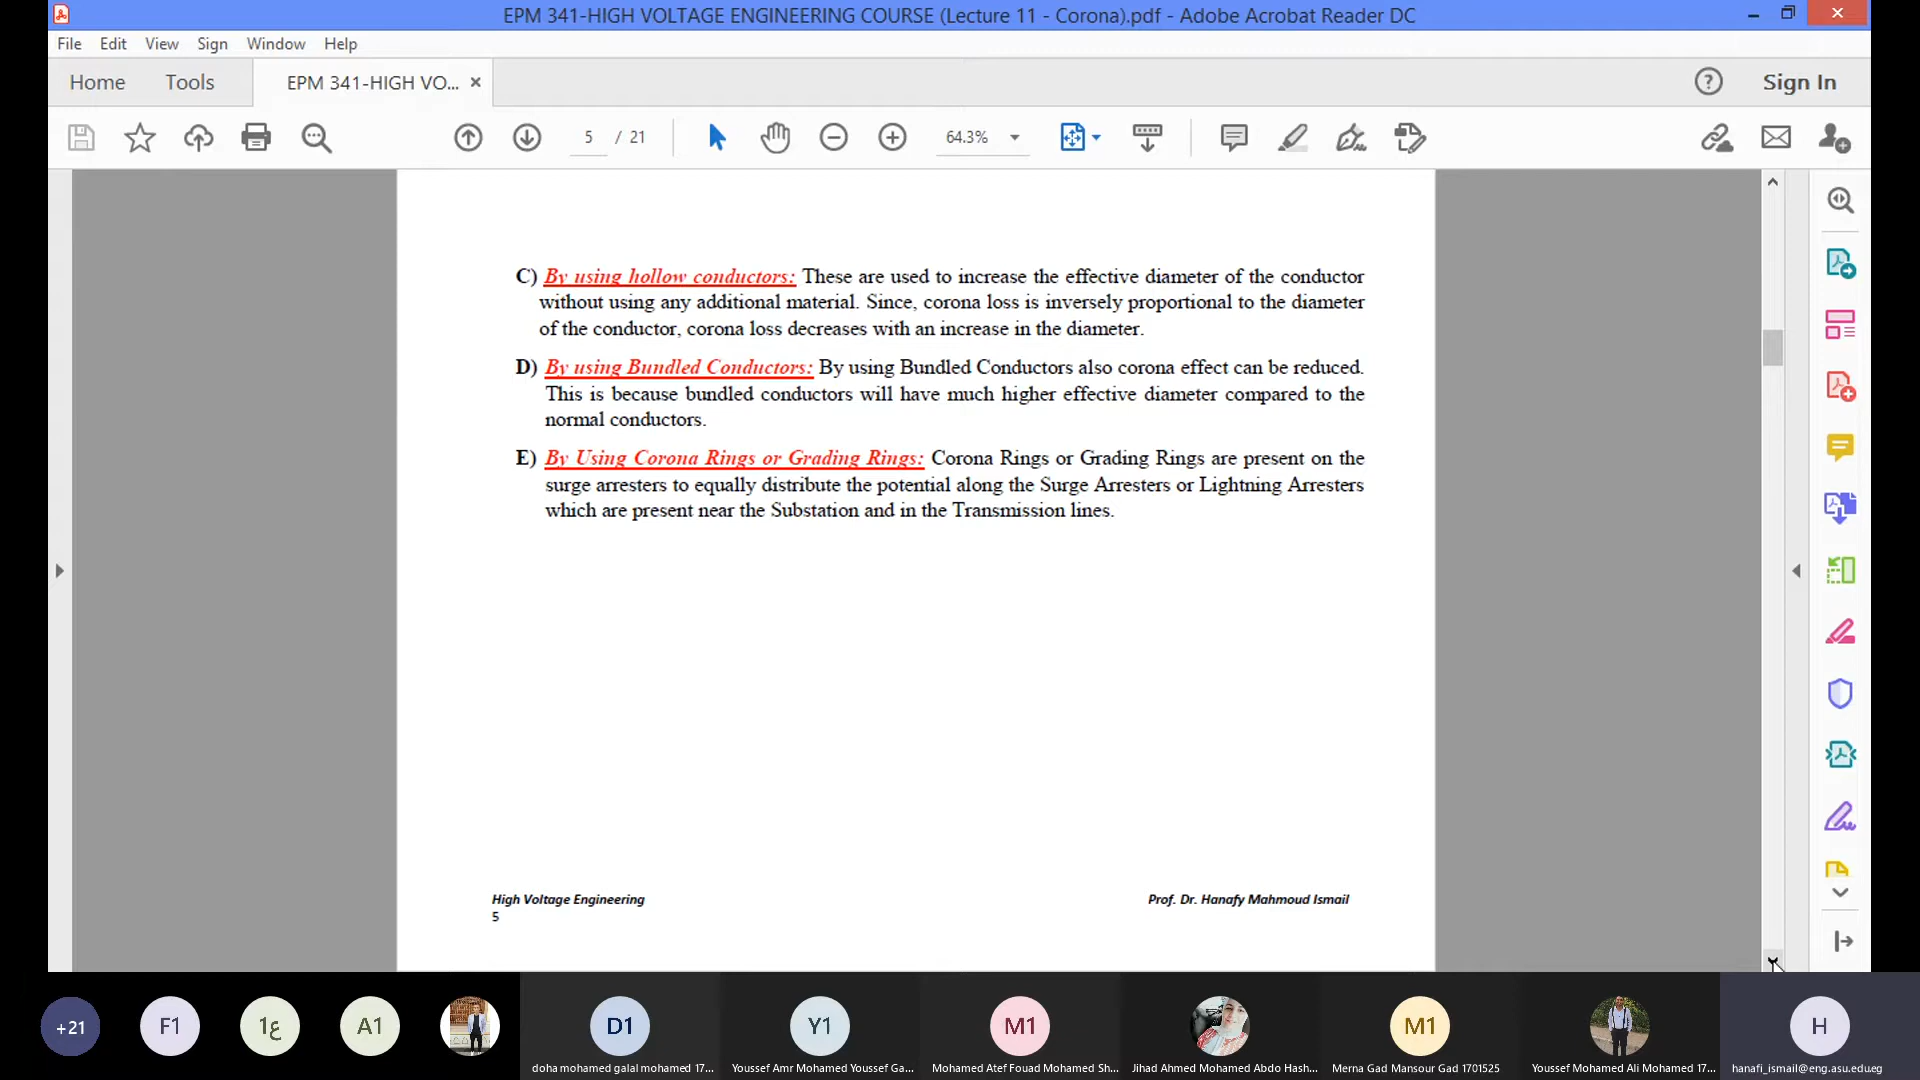 EPM 341-HIGH VOLTAGE ENGINEERING COURSE (Lecture 11 - Corona).pdf - Adobe Acrobat Reader DC
File Edit View Sign Window Help
Home Tools EPM 341-HIGH VO... × Sign In
5 / 21 64.3%
C) By using hollow conductors: These are used to increase the effective diameter of the conductor
without using any additional material. Since, corona loss is inversely proportional to the diameter
of the conductor, corona loss decreases with an increase in the diameter.
D) By using Bundled Conductors: By using Bundled Conductors also corona effect can be reduced.
This is because bundled conductors will have much higher effective diameter compared to the
normal conductors.
E) By Using Corona Rings or Grading Rings: Corona Rings or Grading Rings are present on the
surge arresters to equally distribute the potential along the Surge Arresters or Lightning Arresters
which are present near the Substation and in the Transmission lines.
High Voltage Engineering Prof. Dr. Hanafy Mahmoud Ismail
5
+21 F1 ع1 A1 D1 Y1 M1 M1 H
doha mohamed galal mohamed 17... Youssef Amr Mohamed Youssef Ga... Mohamed Atef Fouad Mohamed Sh... Jihad Ahmed Mohamed Abdo Hash... Merna Gad Mansour Gad 1701525 Youssef Mohamed Ali Mohamed 17... hanafi_ismail@eng.asu.edu.eg